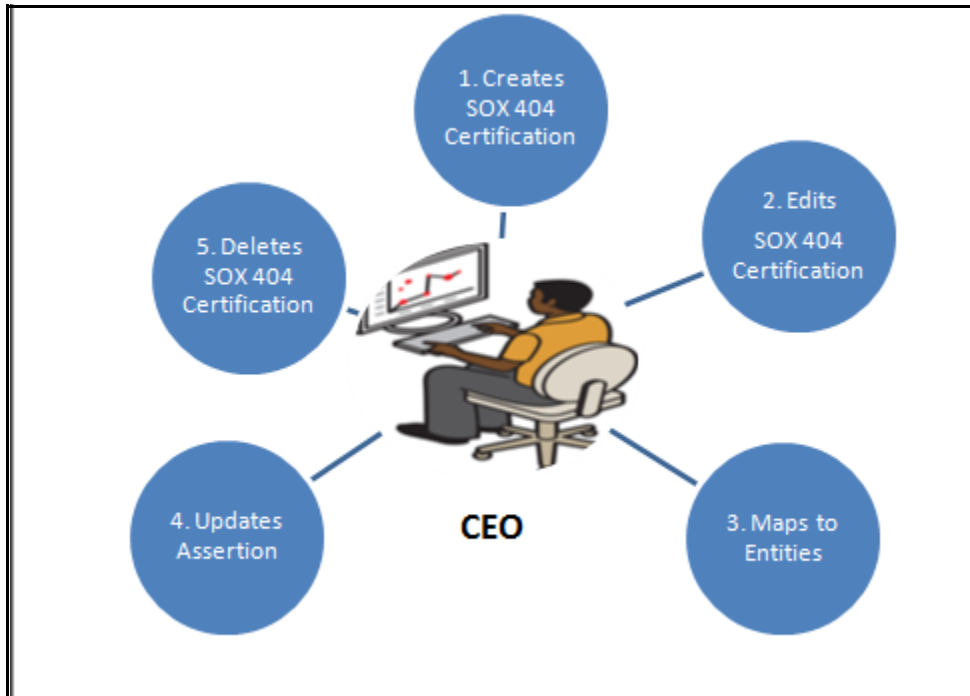 1. Creates
SOX 404
Certification
2. Edits
SOX 404
Certification
3. Maps to
Entities
4. Updates
Assertion
5. Deletes
SOX 404
Certification
CEO